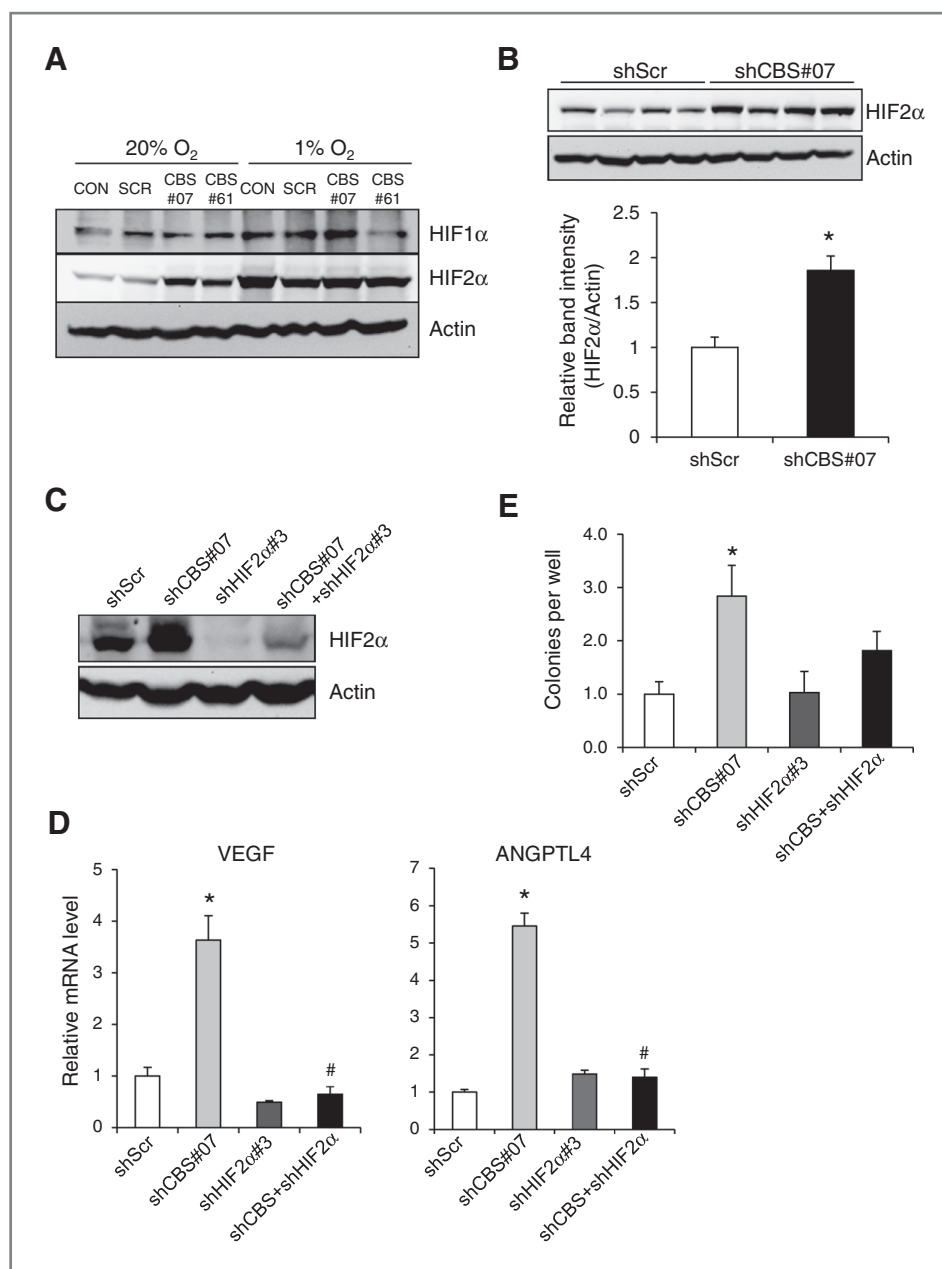 A
20% O2 1% O2
CON SCR CBS #07 CBS #61 CON SCR CBS #07 CBS #61
HIF1α
HIF2α
Actin
B
shScr shCBS#07
HIF2α
Actin
Relative band intensity
(HIF2α/Actin)
2.5
2
1.5
1
0.5
0
*
shScr shCBS#07
C
shScr shCBS#07 shHIF2α#3 shCBS#07
+shHIF2α#3
HIF2α
Actin
E
Colonies per well
4.0
3.0
2.0
1.0
0.0
*
shScr shCBS#07 shHIF2α#3 shCBS+shHIF2α
D
VEGF
Relative mRNA level
5
4
3
2
1
0
*
#
shScr shCBS#07 shHIF2α#3 shCBS+shHIF2α
ANGPTL4
7
6
5
4
3
2
1
0
*
#
shScr shCBS#07 shHIF2α#3 shCBS+shHIF2α